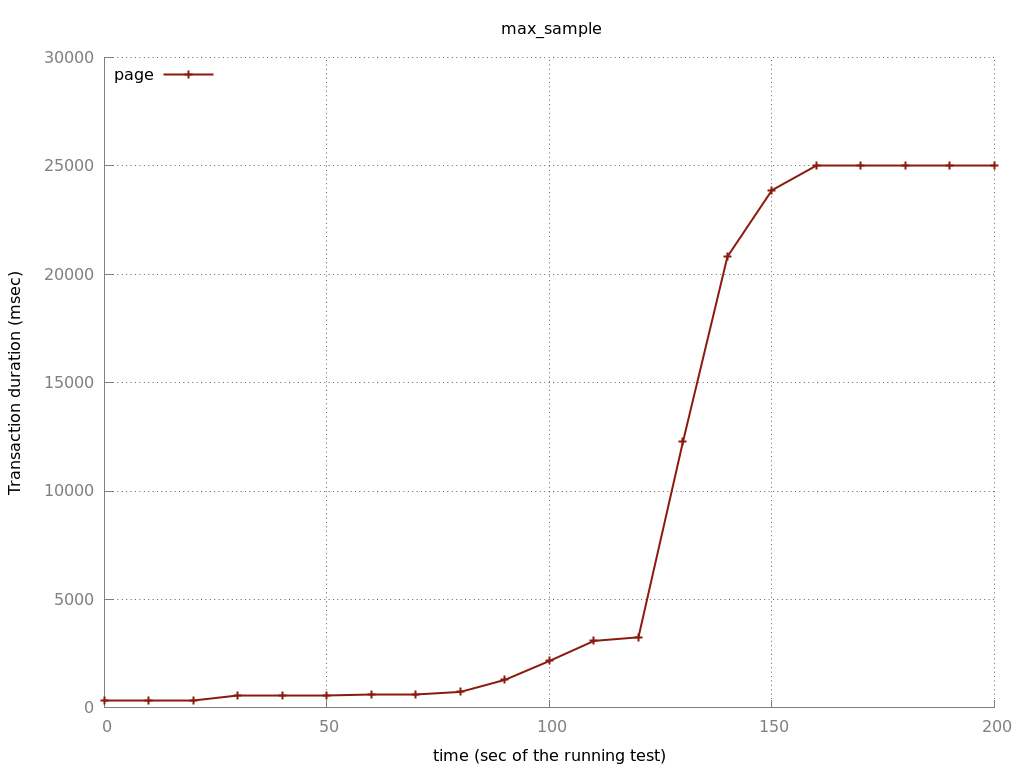 max_sample
30000
page
25000
20000
15000
10000
5000
0
0 50 100 150 200
Transaction duration (msec)
time (sec of the running test)